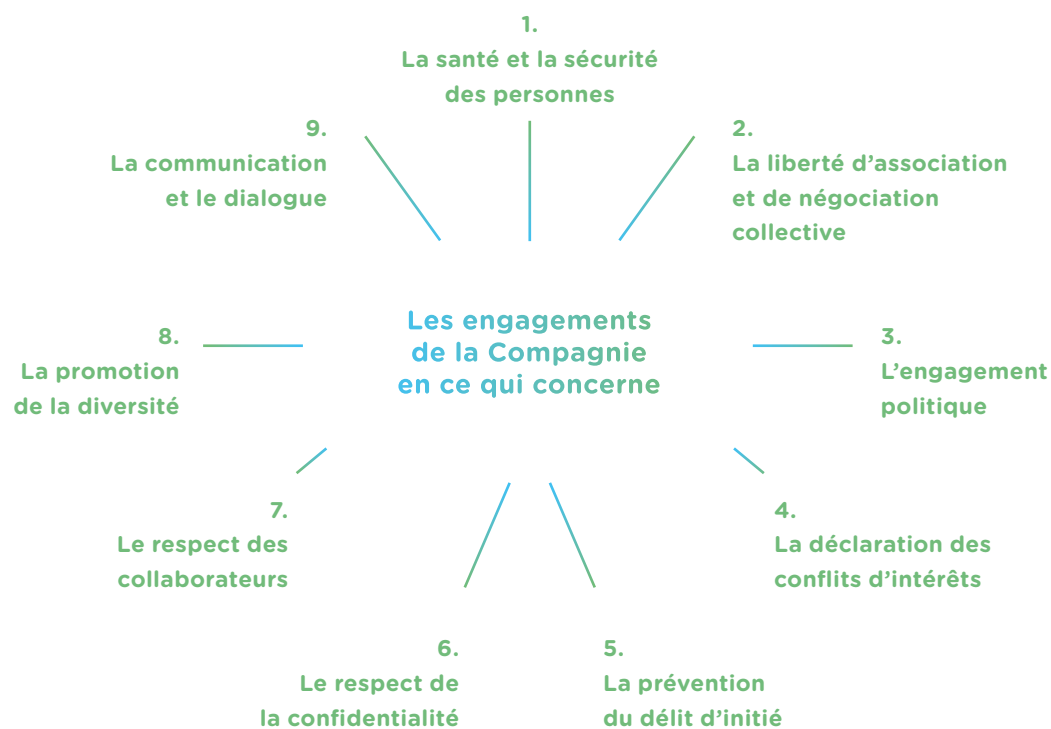 1.
La santé et la sécurité
des personnes
2.
La liberté d’association
et de négociation
collective
3.
L’engagement
politique
4.
La déclaration des
conflits d’intérêts
5.
La prévention
du délit d’initié
6.
Le respect de
la confidentialité
7.
Le respect des
collaborateurs
8.
La promotion
de la diversité
9.
La communication
et le dialogue
Les engagements
de la Compagnie
en ce qui concerne